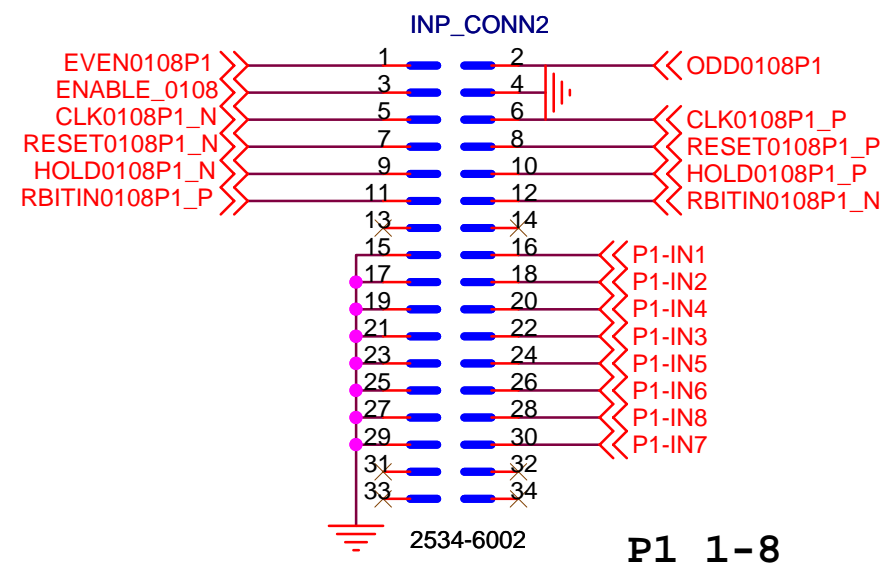 INP_CONN2
EVEN0108P1 1 2 ODD0108P1
ENABLE_0108 3 4
CLK0108P1_N 5 6 CLK0108P1_P
RESET0108P1_N 7 8 RESET0108P1_P
HOLD0108P1_N 9 10 HOLD0108P1_P
RBITIN0108P1_P 11 12 RBITIN0108P1_N
13 14
15 16 P1-IN1
17 18 P1-IN2
19 20 P1-IN4
21 22 P1-IN3
23 24 P1-IN5
25 26 P1-IN6
27 28 P1-IN8
29 30 P1-IN7
31 32
33 34
2534-6002
P1 1-8